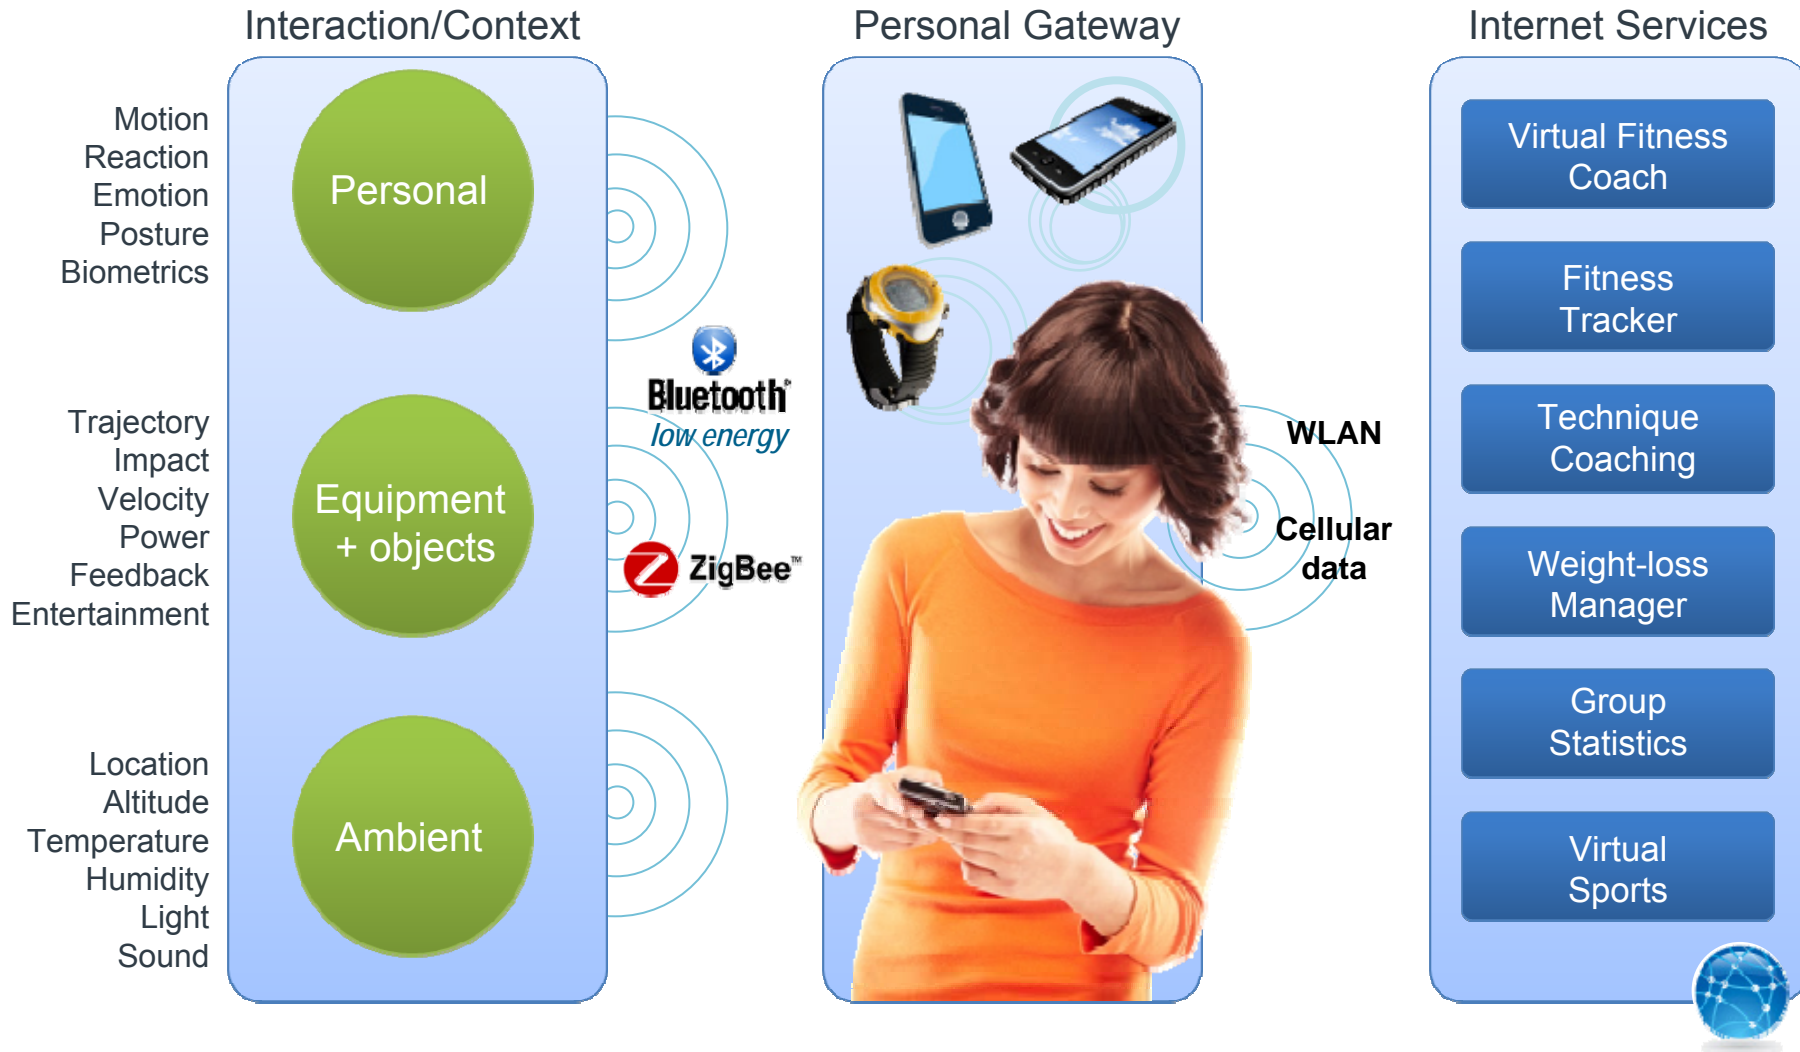 Interaction/Context
Personal Gateway
Internet Services
Motion
Reaction
Emotion
Posture
Biometrics
Personal
Trajectory
Impact
Velocity
Power
Feedback
Entertainment
Equipment
+ objects
Location
Altitude
Temperature
Humidity
Light
Sound
Ambient
Bluetooth
low energy
ZigBee™
WLAN
Cellular
data
Virtual Fitness
Coach
Fitness
Tracker
Technique
Coaching
Weight-loss
Manager
Group
Statistics
Virtual
Sports